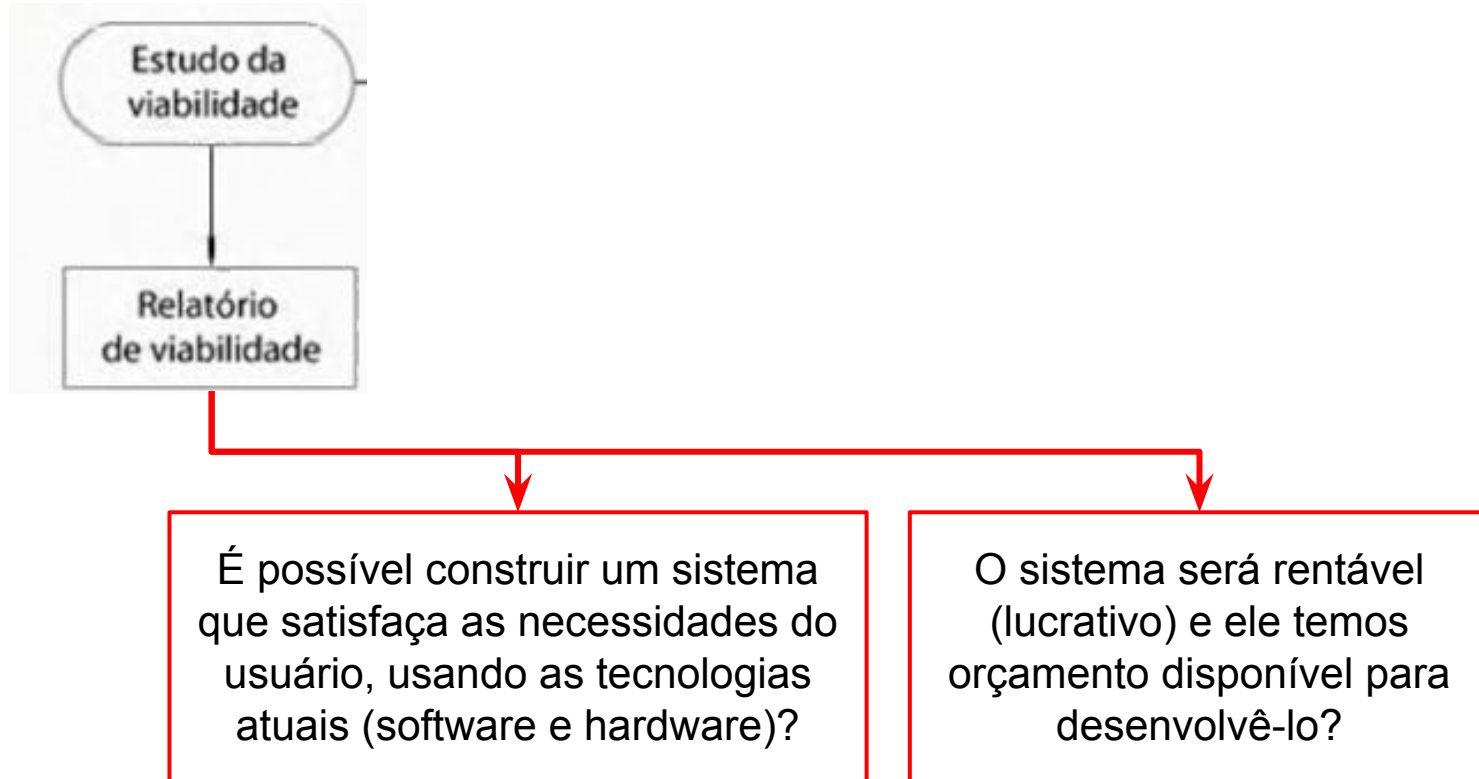 Estudo da
viabilidade
Relatório
de viabilidade
É possível construir um sistema
que satisfaça as necessidades do
usuário, usando as tecnologias
atuais (software e hardware)?
O sistema será rentável
(lucrativo) e ele temos
orçamento disponível para
desenvolvê-lo?